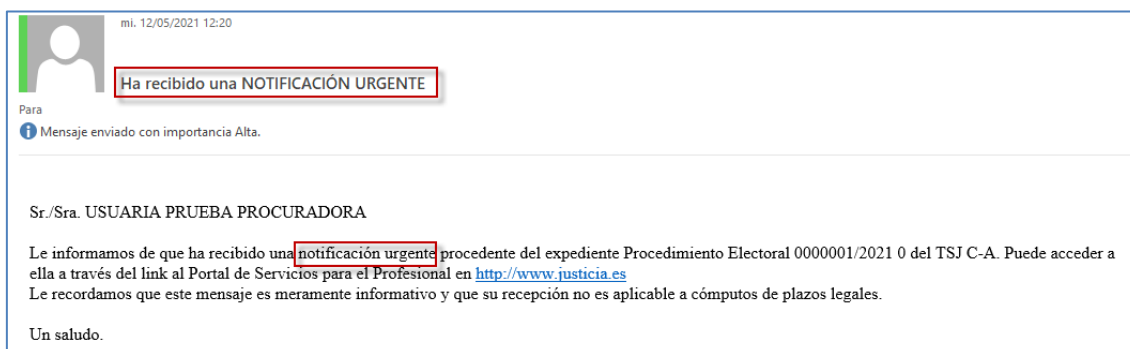 mi. 12/05/2021 12:20
Ha recibido una NOTIFICACIÓN URGENTE
Para
Mensaje enviado con importancia Alta.
Sr./Sra. USUARIA PRUEBA PROCURADORA
Le informamos de que ha recibido una notificación urgente procedente del expediente Procedimiento Electoral 0000001/2021 0 del TSJ C-A. Puede acceder a
ella a través del link al Portal de Servicios para el Profesional en http://www.justicia.es
Le recordamos que este mensaje es meramente informativo y que su recepción no es aplicable a cómputos de plazos legales.
Un saludo.